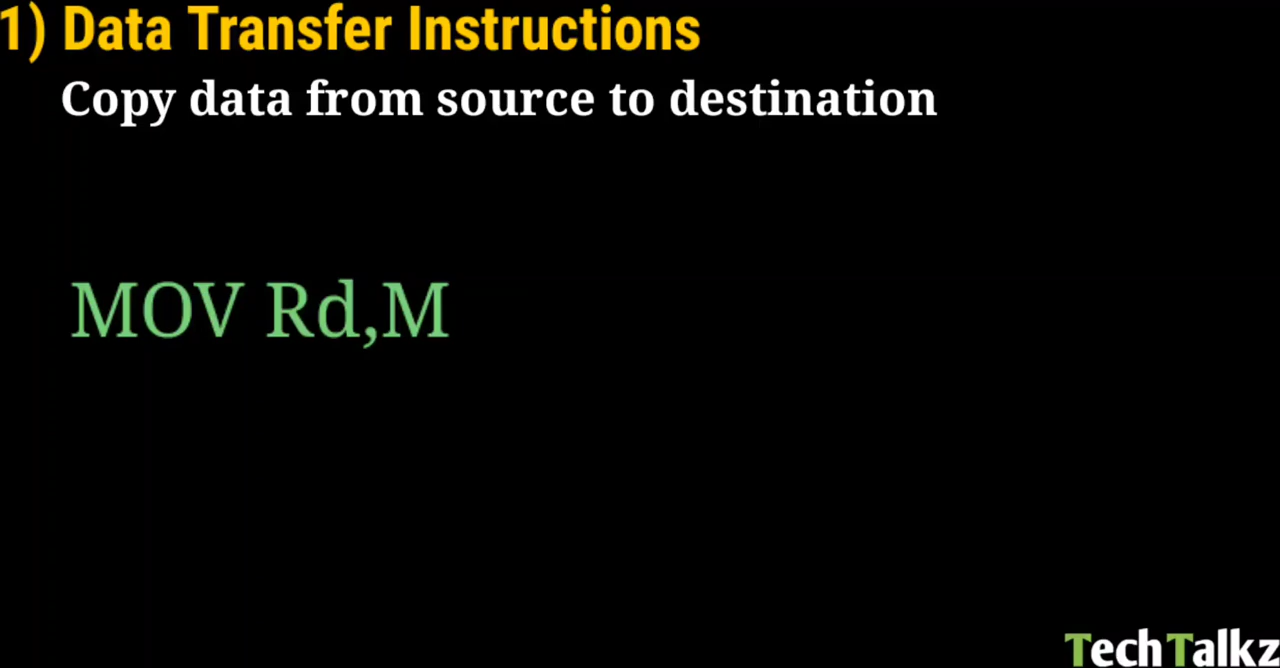 1) Data Transfer Instructions
Copy data from source to destination
MOV Rd,M
TechTalkz